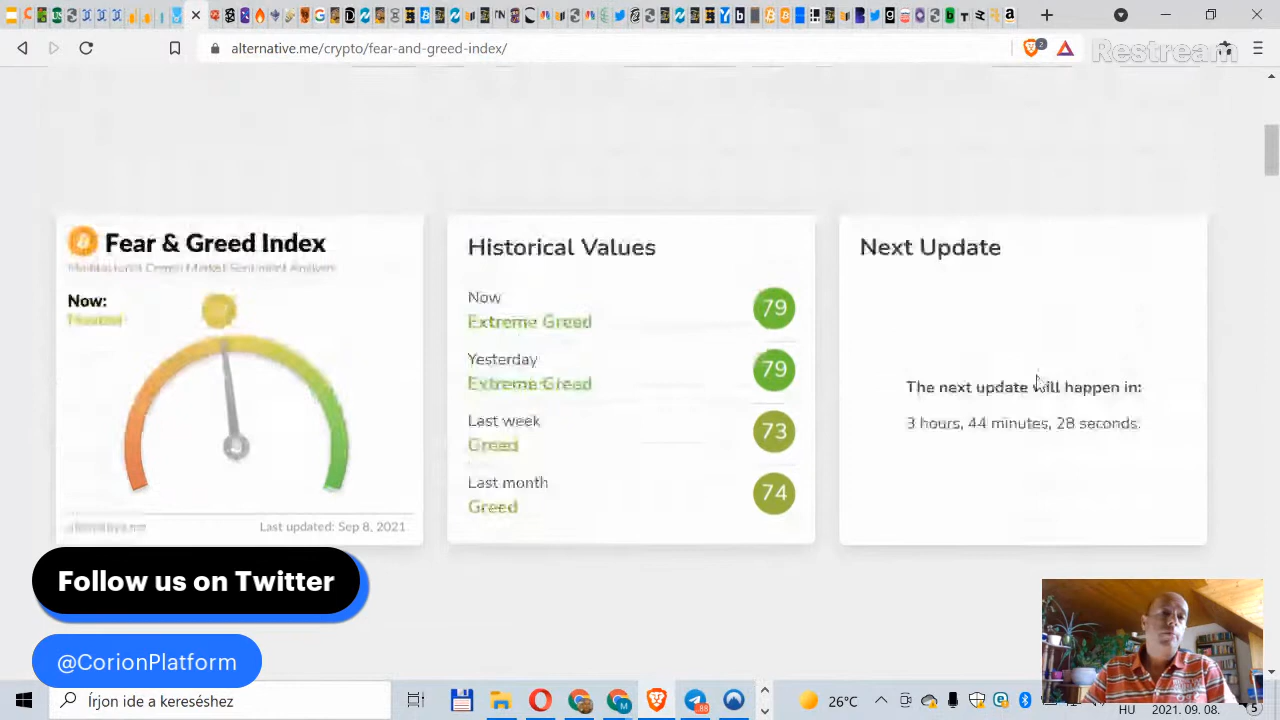 alternative.me/crypto/fear-and-greed-index/
2
Restream
Fear & Greed Index
Now:
Historical Values
Now
Extreme Greed
79
Yesterday
Extreme Greed
79
Last week
Greed
73
Last month
Greed
74
Next Update
The next update will happen in:
3 hours, 44 minutes, 28 seconds.
Last updated: Sep 8, 2021
Follow us on Twitter
@CorionPlatform
Írjon ide a kereséshez
26°C
HU
2021. 09. 08.
5